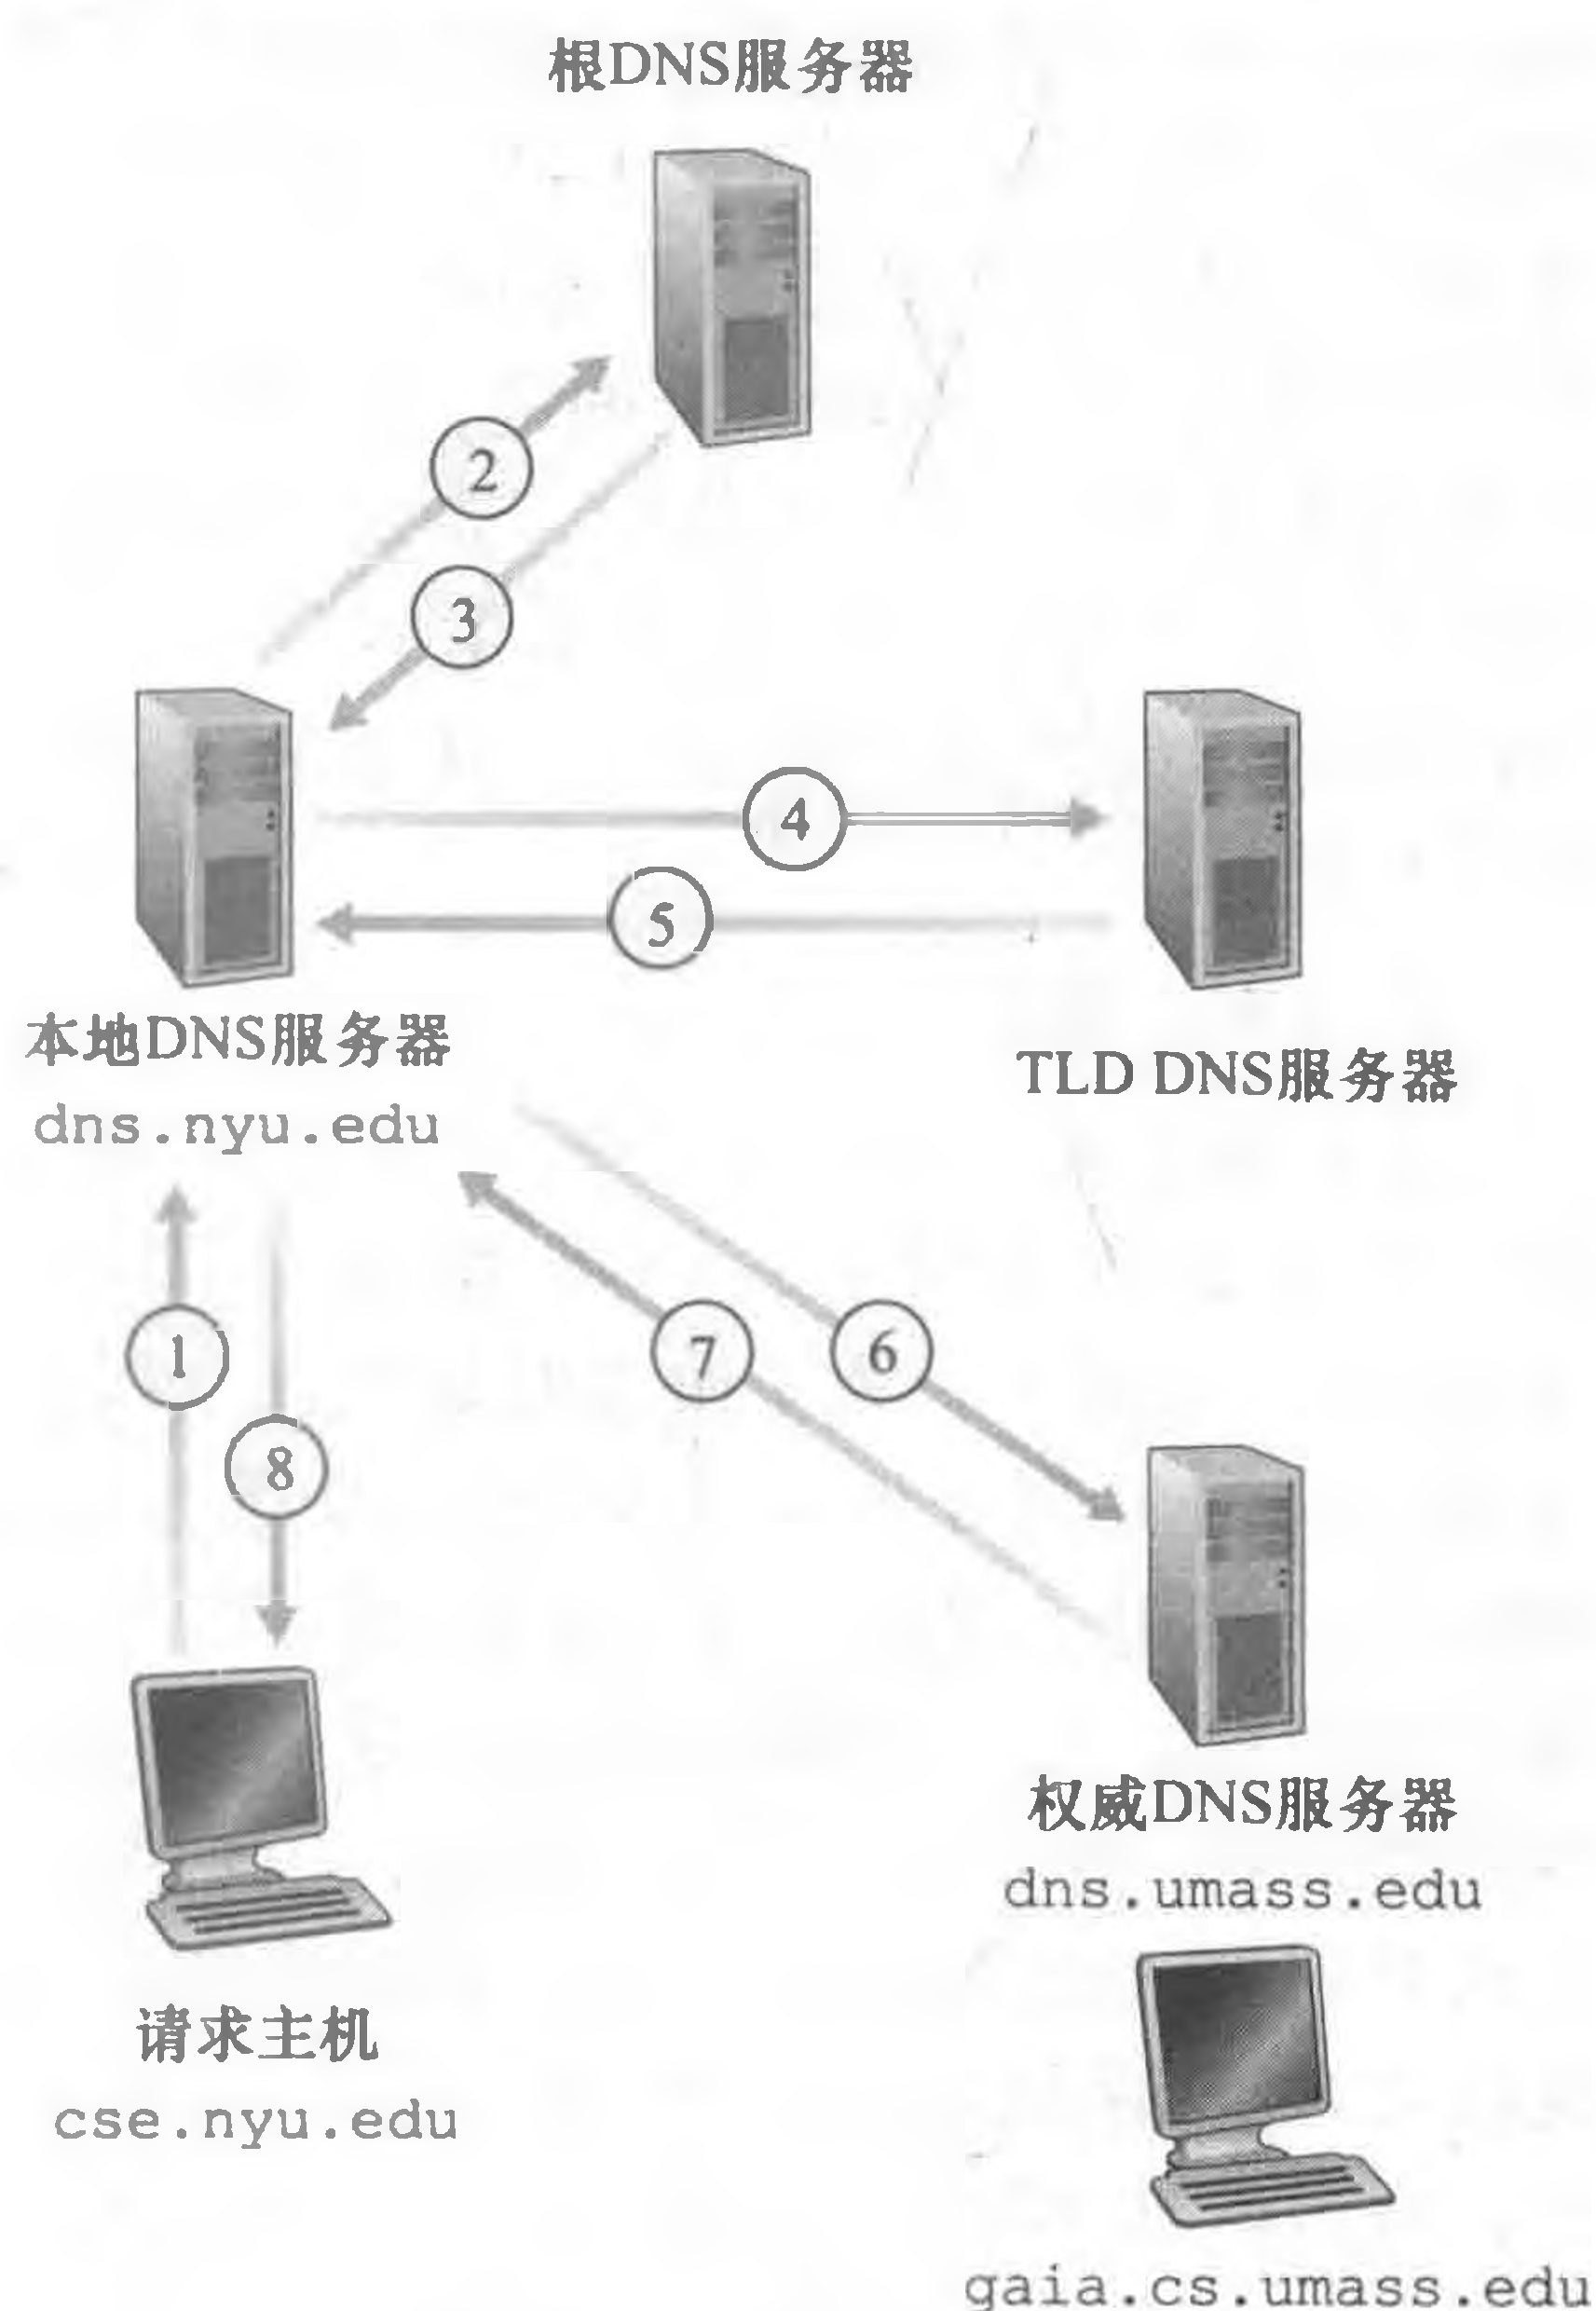 根DNS服务器
2
3
4
5
本地DNS服务器
dns.nyu.edu
TLD DNS服务器
1
8
7
6
权威DNS服务器
dns.umass.edu
请求主机
cse.nyu.edu
gaia.cs.umass.edu